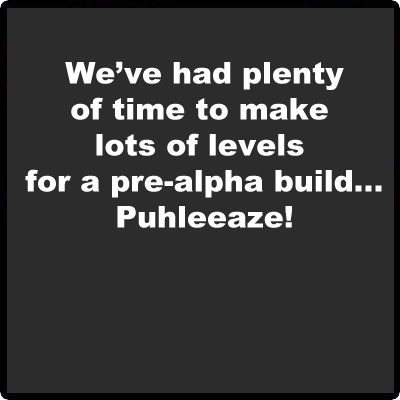 We’ve had plenty
of time to make
lots of levels
for a pre-alpha build...
Puhleeaze!